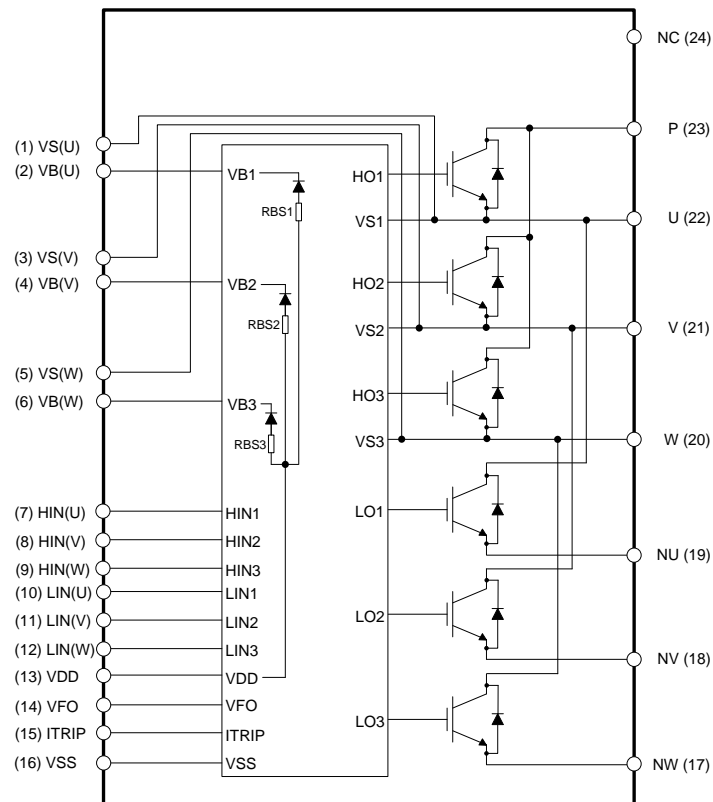 NC (24)
P (23)
(1) VS(U)
(2) VB(U)
VB1
HO1
RBS1
VS1
U (22)
(3) VS(V)
(4) VB(V)
VB2
HO2
RBS2
VS2
V (21)
(5) VS(W)
(6) VB(W)
VB3
HO3
RBS3
VS3
W (20)
(7) HIN(U)
HIN1
LO1
(8) HIN(V)
HIN2
NU (19)
(9) HIN(W)
HIN3
(10) LIN(U)
LIN1
(11) LIN(V)
LIN2
LO2
(12) LIN(W)
LIN3
NV (18)
(13) VDD
VDD
(14) VFO
VFO
LO3
(15) ITRIP
ITRIP
(16) VSS
VSS
NW (17)